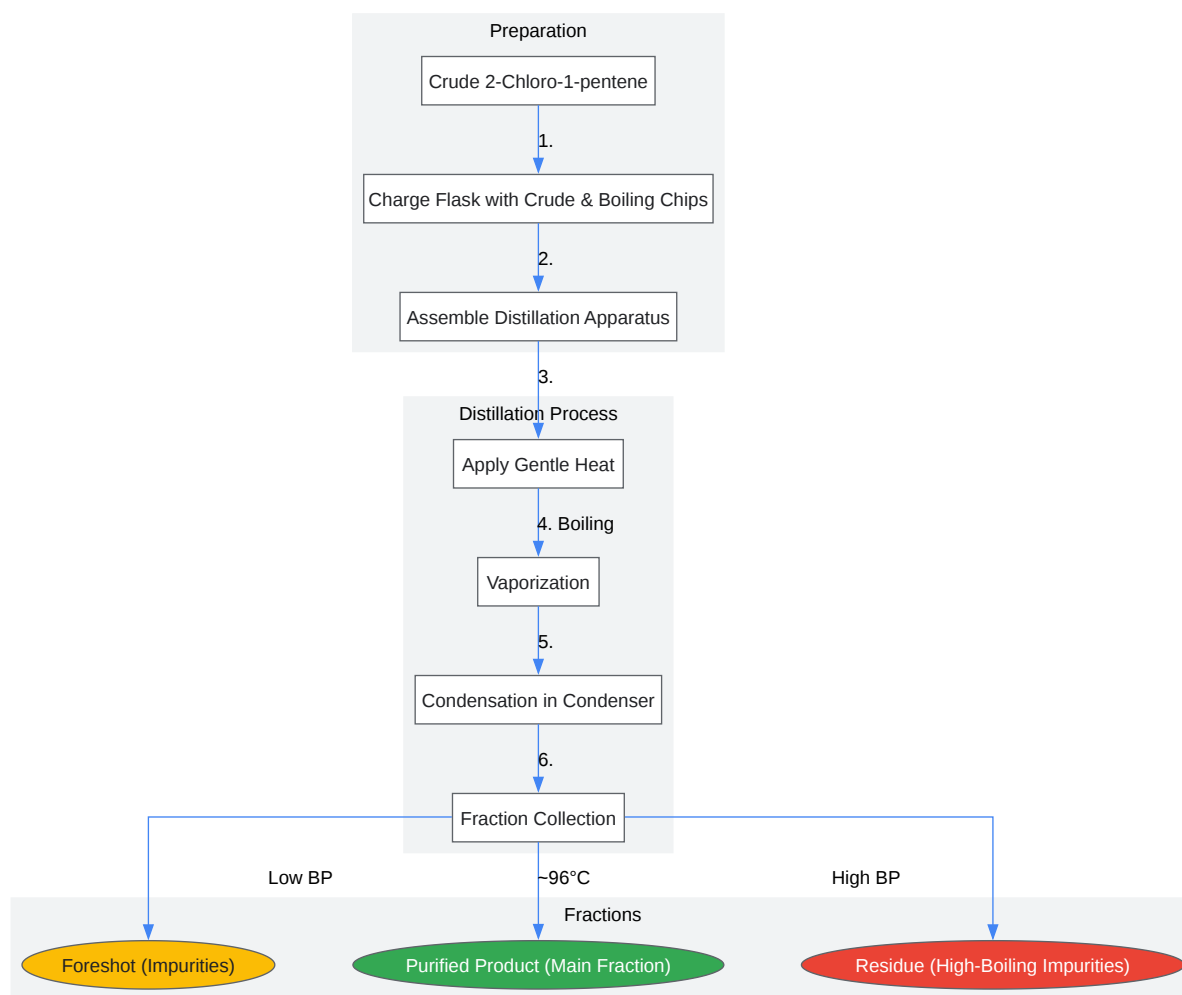 Preparation
Crude 2-Chloro-1-pentene
1.
Charge Flask with Crude & Boiling Chips
2.
Assemble Distillation Apparatus
3.
Distillation Process
Apply Gentle Heat
4. Boiling
Vaporization
5.
Condensation in Condenser
6.
Fraction Collection
Low BP
~96°C
High BP
Fractions
Foreshot (Impurities)
Purified Product (Main Fraction)
Residue (High-Boiling Impurities)